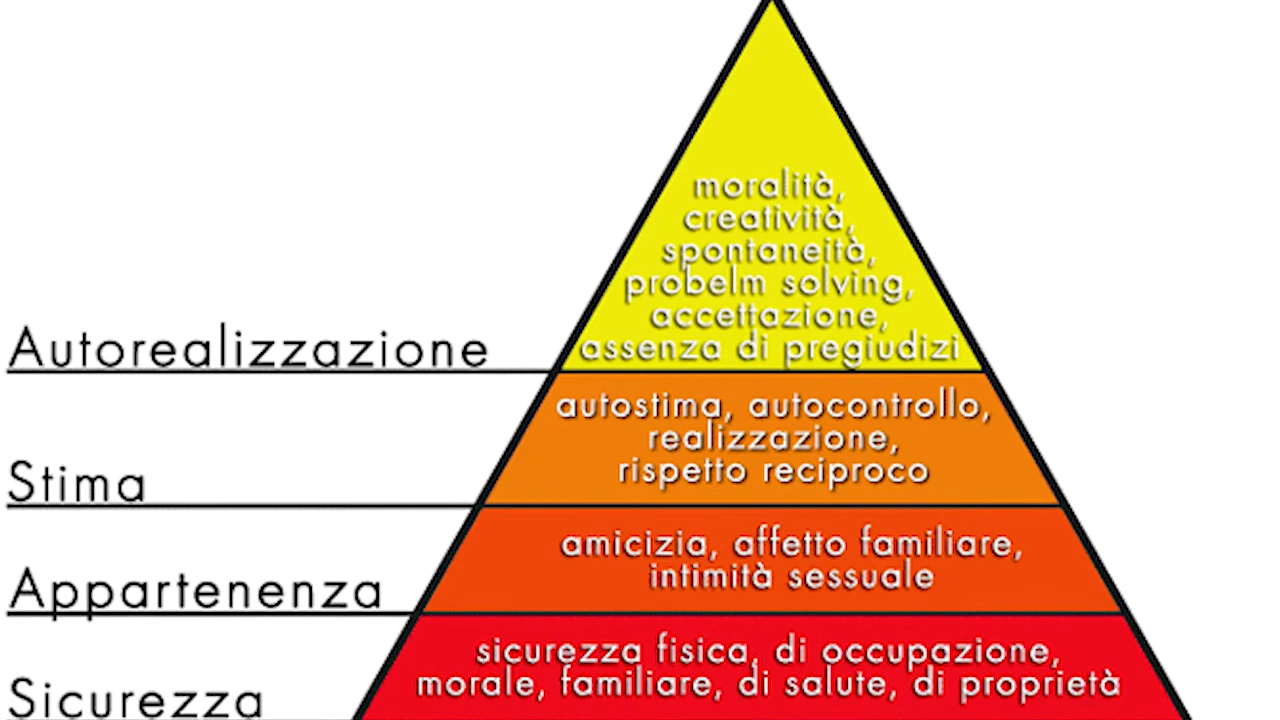 moralità,
creatività,
spontaneità,
probelm solving,
accettazione,
Autorealizzazione
assenza di pregiudizi
autostima, autocontrollo,
realizzazione,
rispetto reciproco
Stima
amicizia, affetto familiare,
intimità sessuale
Appartenenza
sicurezza fisica, di occupazione,
morale, familiare, di salute, di proprietà
Sicurezza